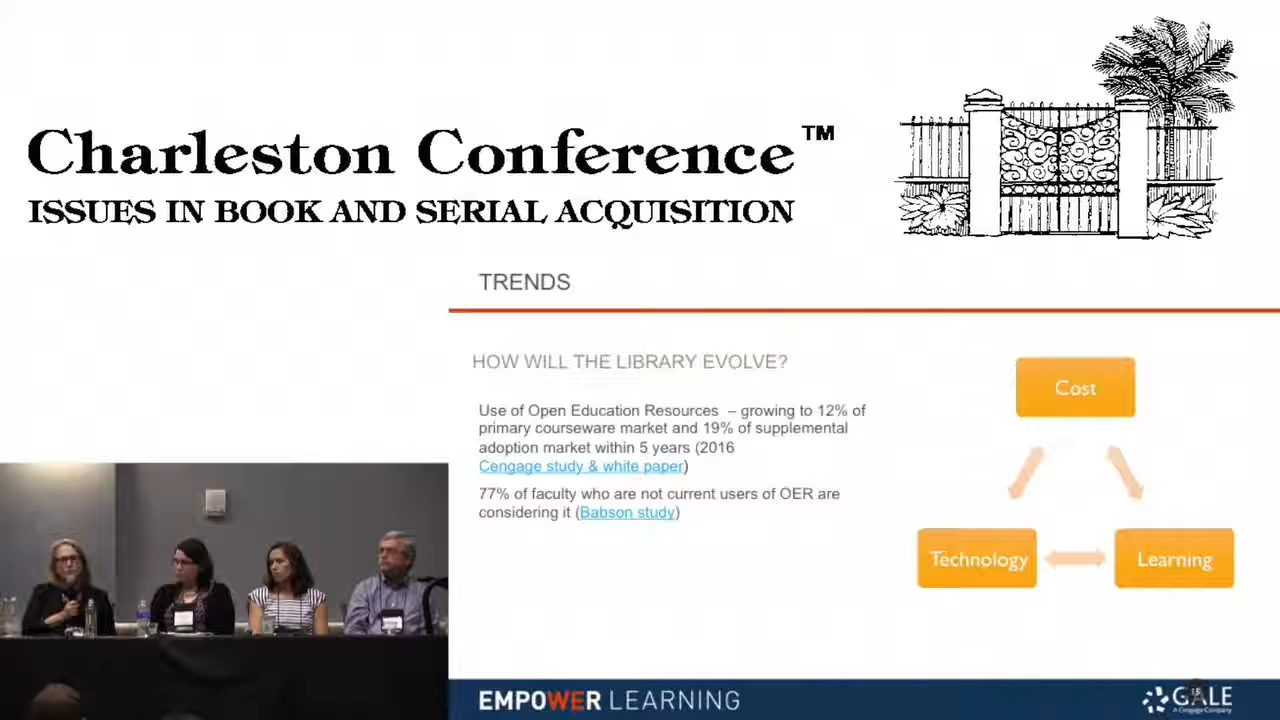 Charleston Conference™
ISSUES IN BOOK AND SERIAL ACQUISITION
TRENDS
HOW WILL THE LIBRARY EVOLVE?
Use of Open Education Resources – growing to 12% of
primary courseware market and 19% of supplemental
adoption market within 5 years (2016
Cengage study & white paper)
77% of faculty who are not current users of OER are
considering it (Babson study)
Cost
Technology
Learning
EMPOWER LEARNING
GALE
A Cengage Company